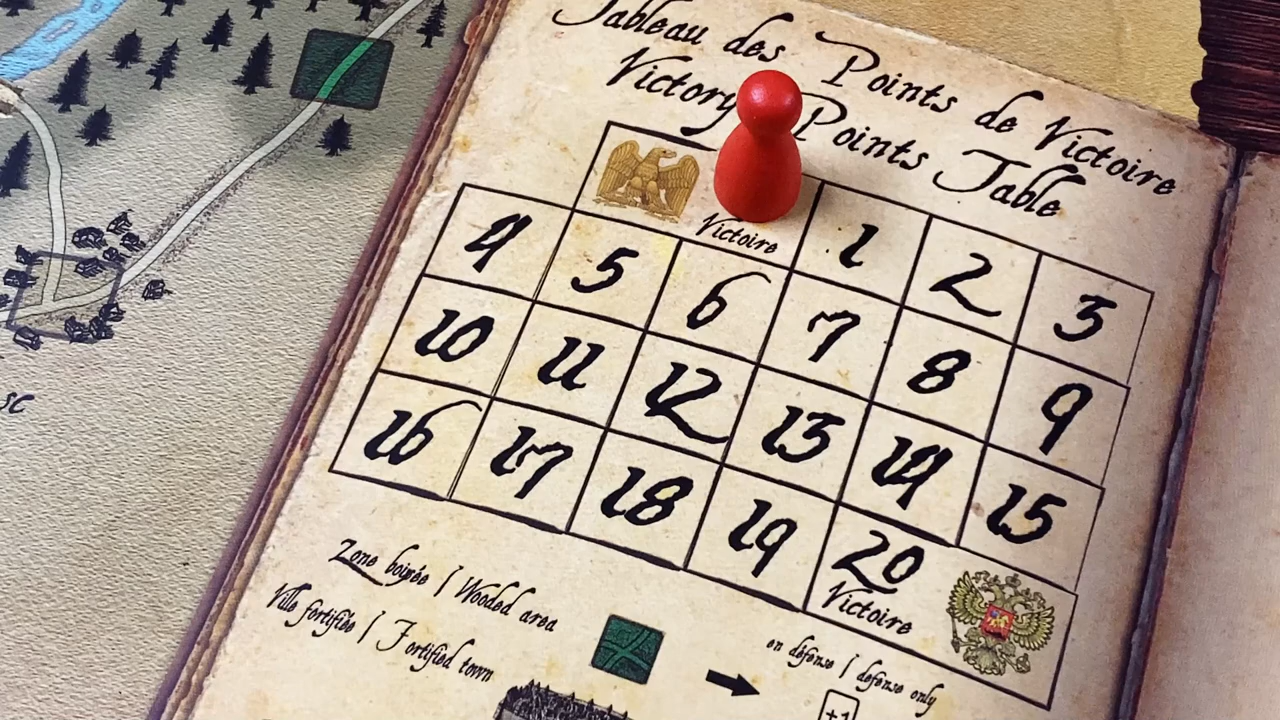 Tableau des Points de Victoire
Victory Points Table
Victoire 1 2 3
4 5 6 7 8 9
10 11 12 13 14 15
16 17 18 19 20
Victoire
Zone boisée / Wooded area
Ville fortifiée / Fortified town
en défense / defense only
+1
sc